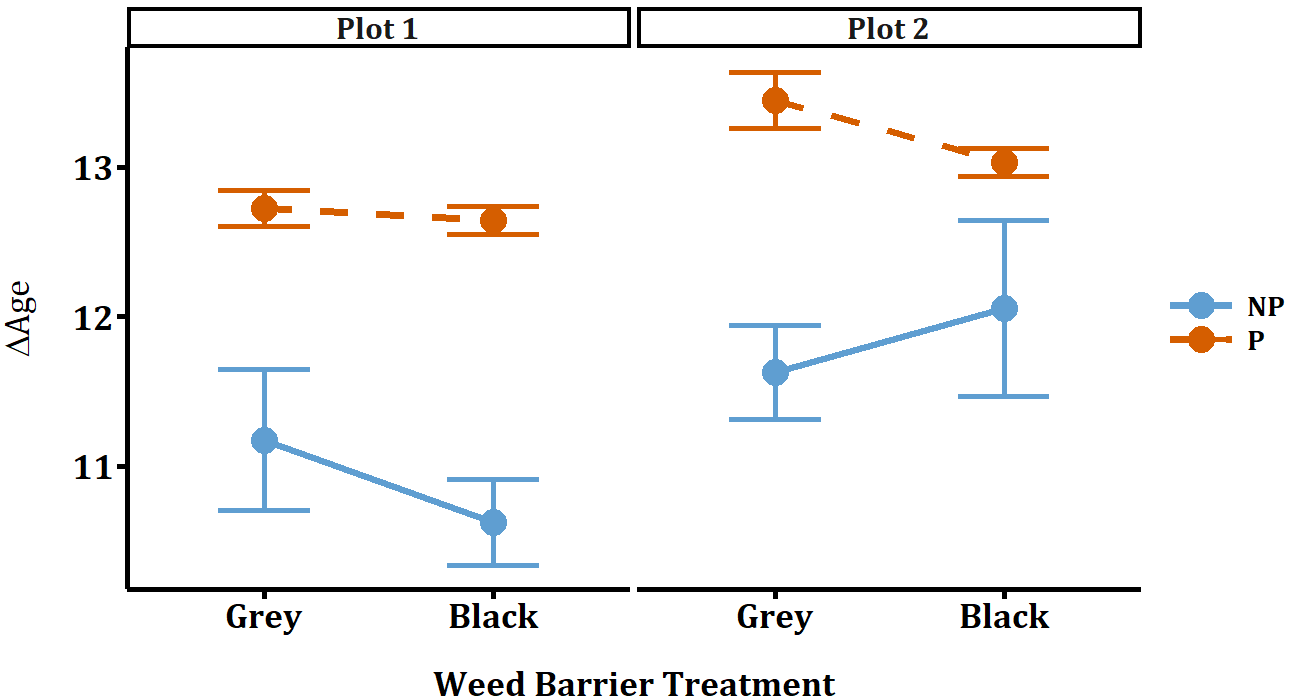 Plot 1
Plot 2
13
12
11
ΔAge
Grey
Black
Grey
Black
Weed Barrier Treatment
NP
P